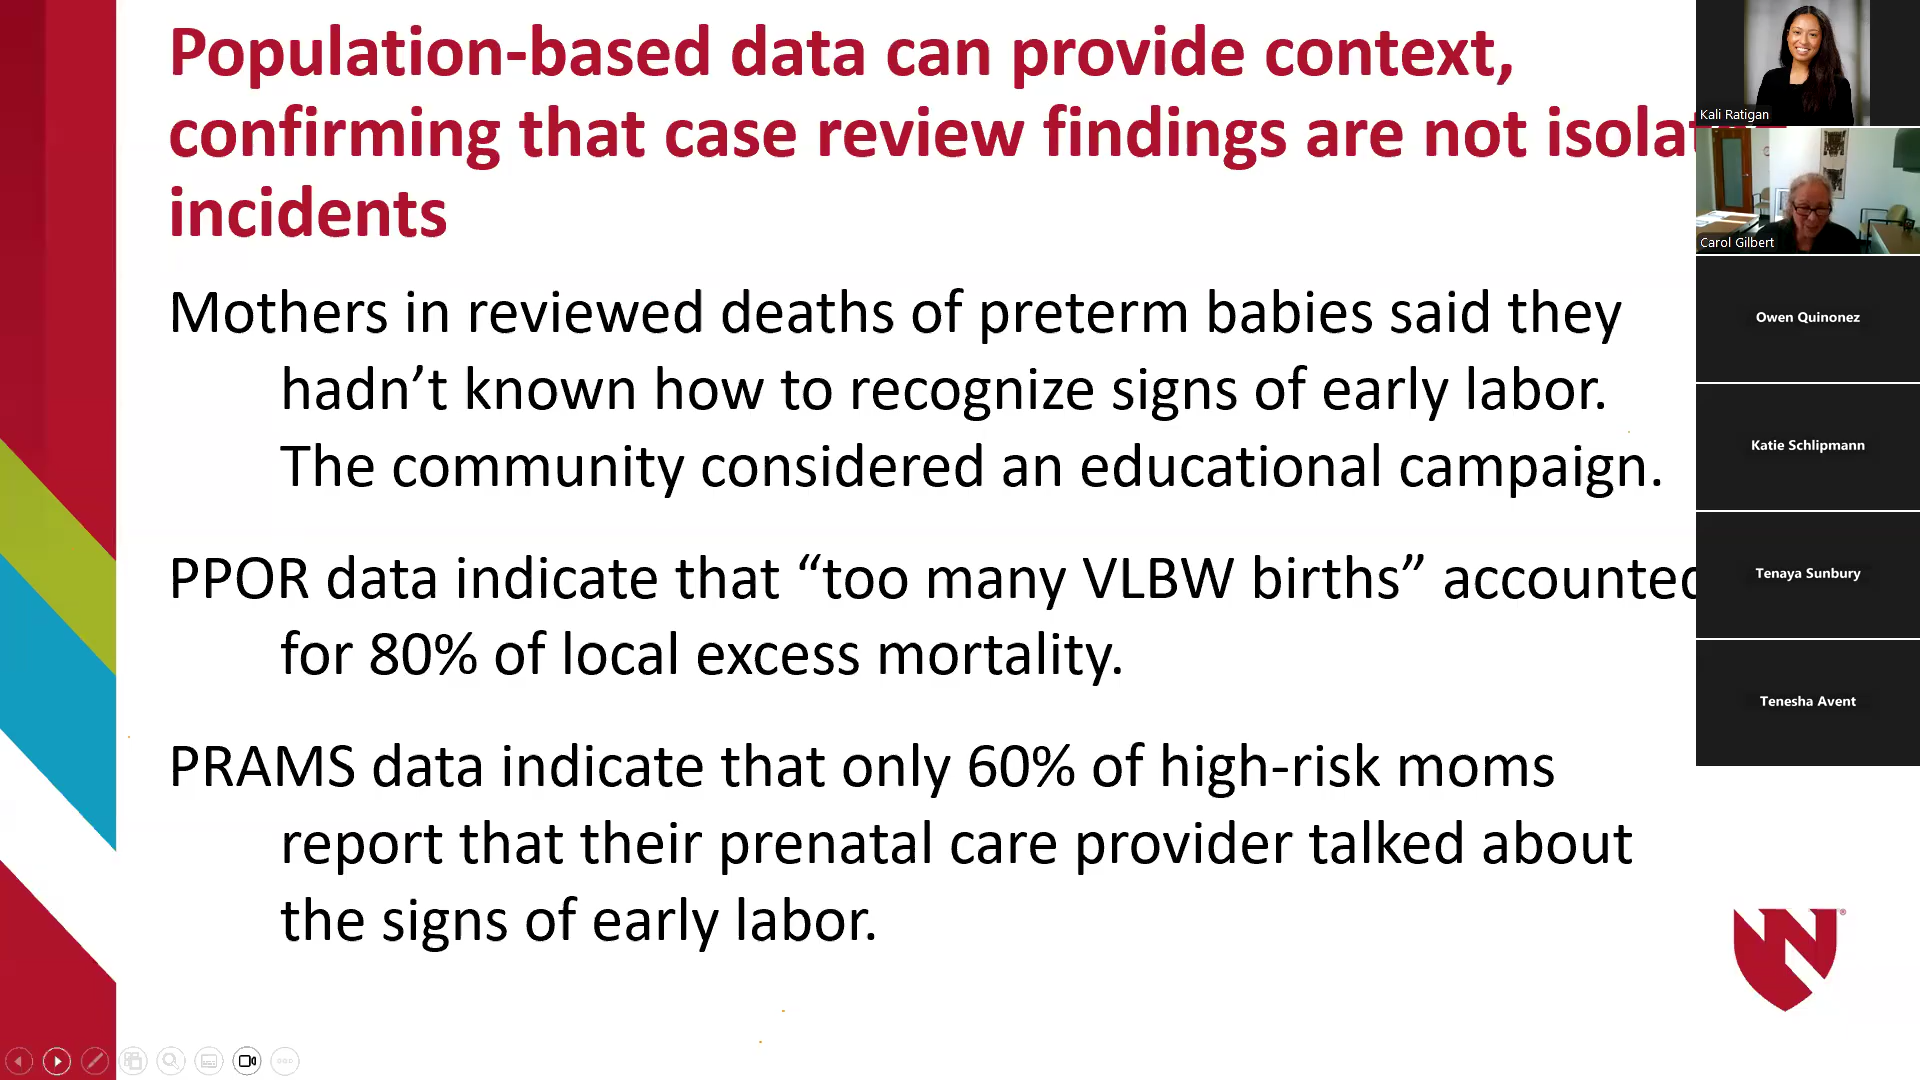 Population-based data can provide context,
confirming that case review findings are not isolat
incidents
Mothers in reviewed deaths of preterm babies said they
hadn’t known how to recognize signs of early labor.
The community considered an educational campaign.
PPOR data indicate that “too many VLBW births” accounted
for 80% of local excess mortality.
PRAMS data indicate that only 60% of high-risk moms
report that their prenatal care provider talked about
the signs of early labor.
Kali Ratigan
Carol Gilbert
Owen Quinonez
Katie Schlipmann
Tenaya Sunbury
Tenesha Avent
N
®